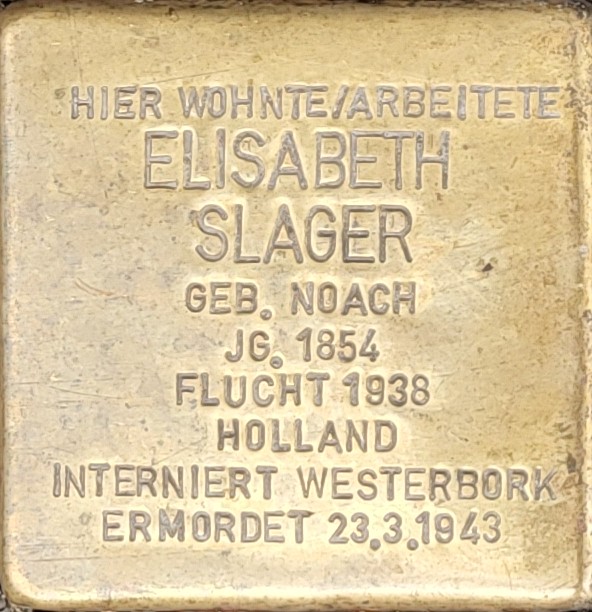 HIER WOHNTE/ARBEITETE
ELISABETH
SLAGER
GEB. NOACH
JG. 1854
FLUCHT 1938
HOLLAND
INTERNIERT WESTERBORK
ERMORDET 23.3.1943